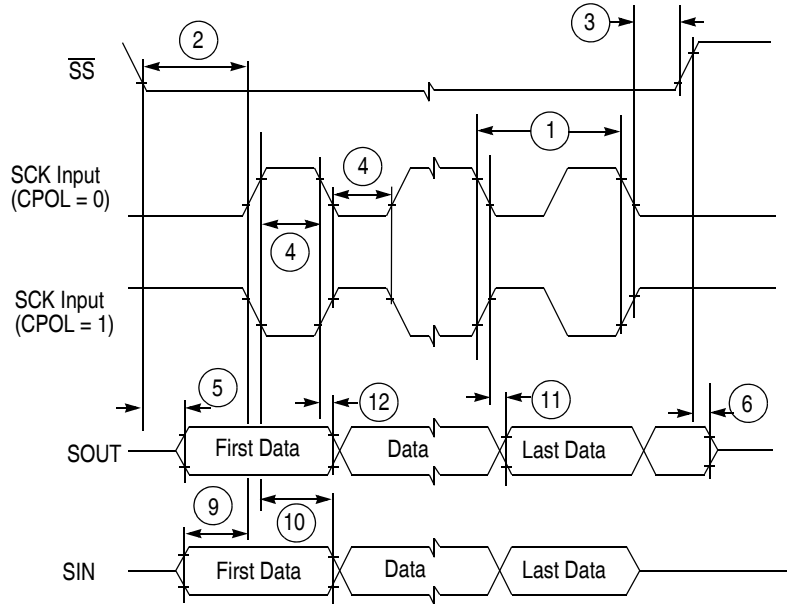 3
2
S̅S̅
1
SCK Input
(CPOL = 0)
4
4
SCK Input
(CPOL = 1)
5
12
11
6
SOUT
First Data
Data
Last Data
9
10
SIN
First Data
Data
Last Data